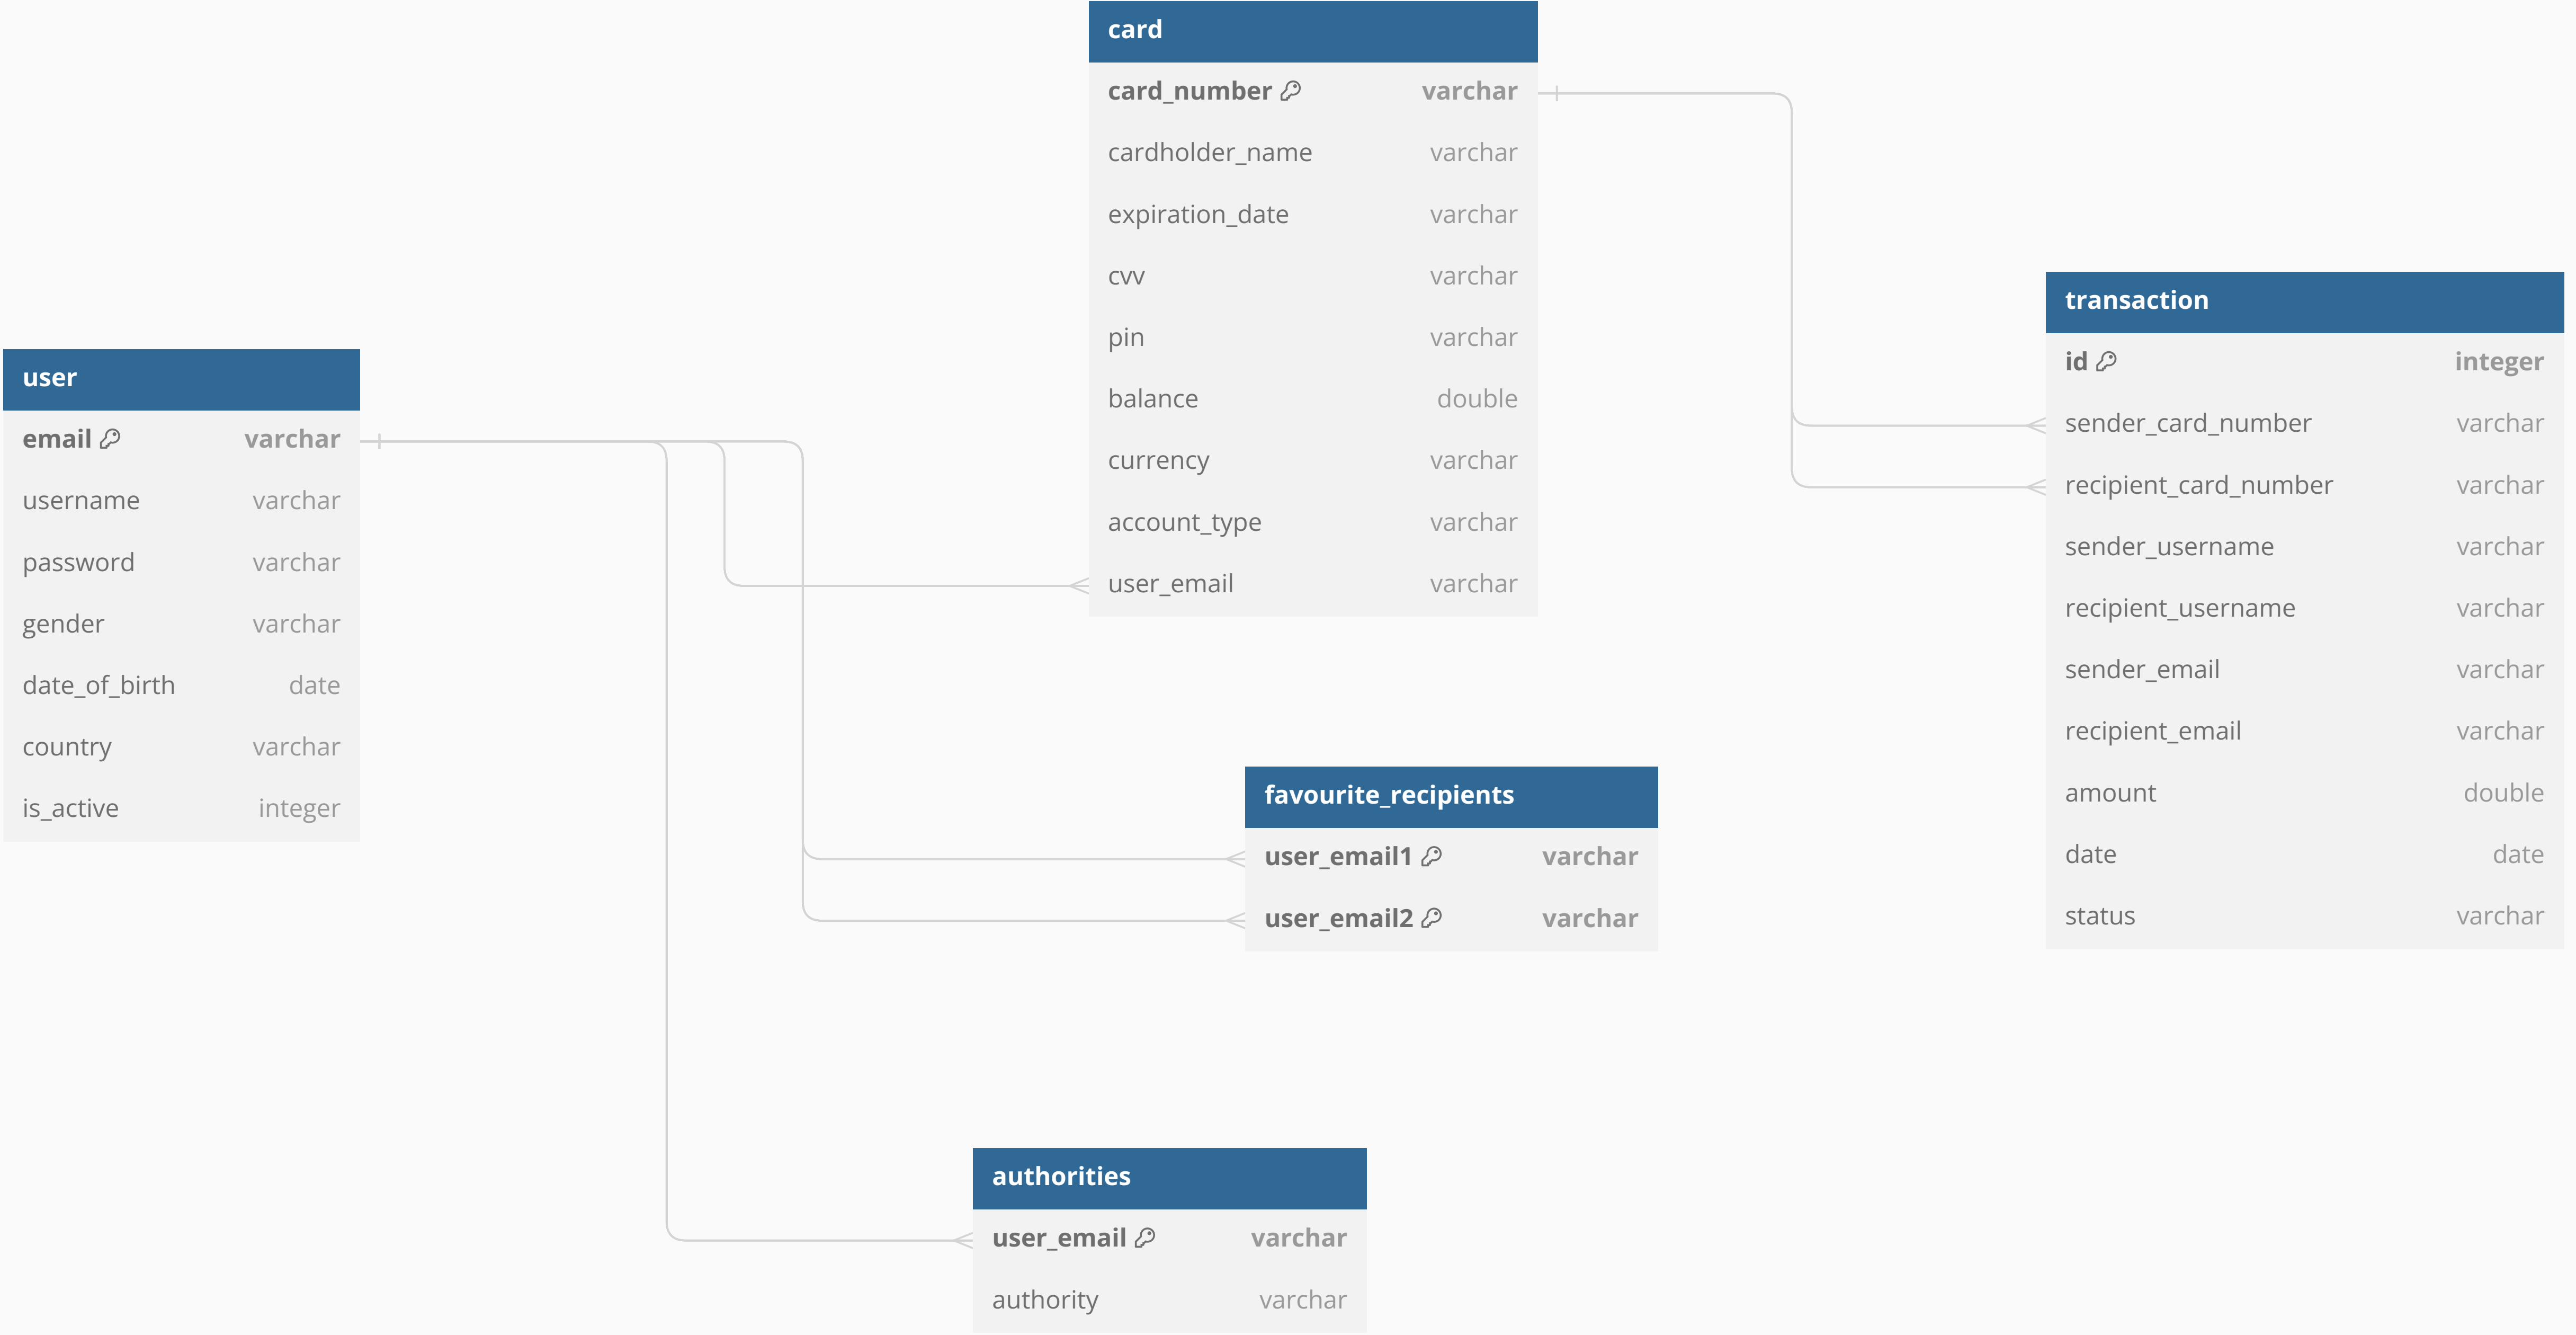 card
card_number varchar
cardholder_name varchar
expiration_date varchar
cvv varchar
pin varchar
balance double
currency varchar
account_type varchar
user_email varchar
user
email varchar
username varchar
password varchar
gender varchar
date_of_birth date
country varchar
is_active integer
transaction
id integer
sender_card_number varchar
recipient_card_number varchar
sender_username varchar
recipient_username varchar
sender_email varchar
recipient_email varchar
amount double
date date
status varchar
favourite_recipients
user_email1 varchar
user_email2 varchar
authorities
user_email varchar
authority varchar